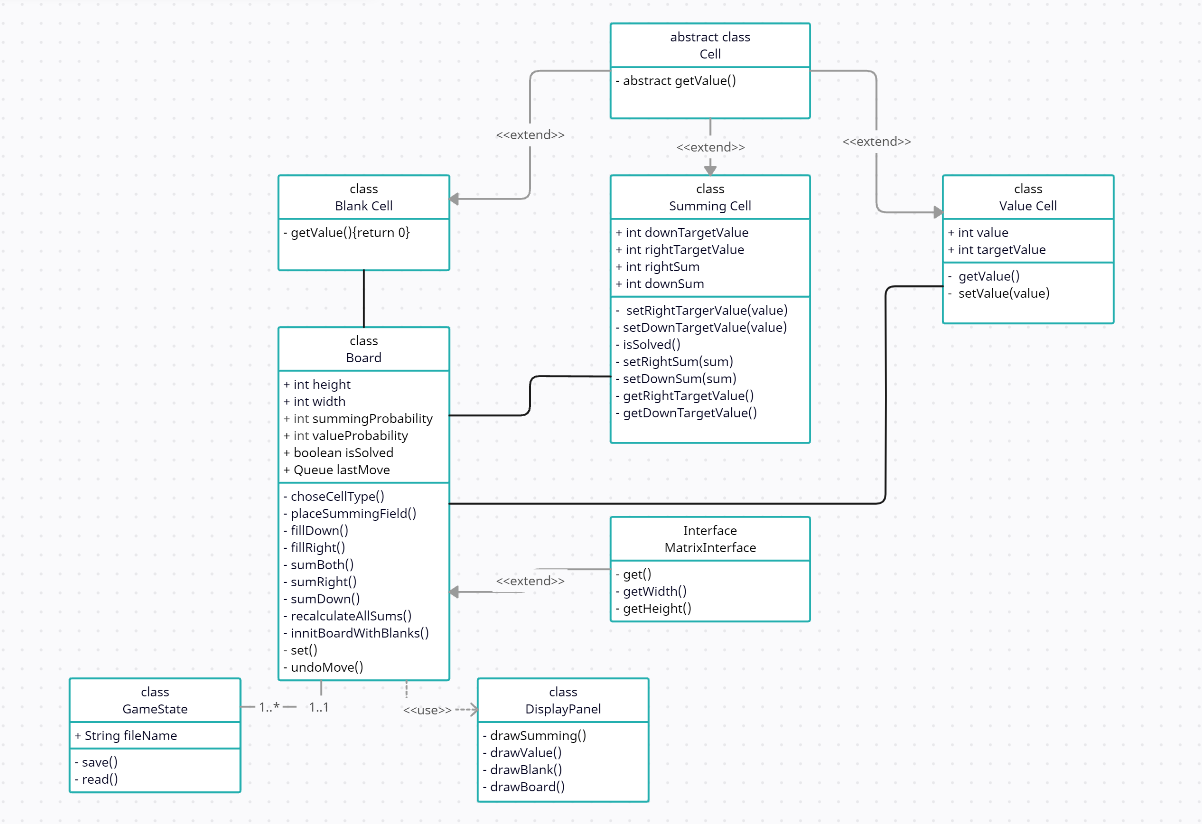 abstract class
Cell
- abstract getValue()
<<extend>>
<<extend>>
<<extend>>
class
Blank Cell
- getValue(){return 0}
class
Summing Cell
+ int downTargetValue
+ int rightTargetValue
+ int rightSum
+ int downSum
- setRightTargerValue(value)
- setDownTargetValue(value)
- isSolved()
- setRightSum(sum)
- setDownSum(sum)
- getRightTargetValue()
- getDownTargetValue()
class
Value Cell
+ int value
+ int targetValue
- getValue()
- setValue(value)
class
Board
+ int height
+ int width
+ int summingProbability
+ int valueProbability
+ boolean isSolved
+ Queue lastMove
- choseCellType()
- placeSummingField()
- fillDown()
- fillRight()
- sumBoth()
- sumRight()
- sumDown()
- recalculateAllSums()
- innitBoardWithBlanks()
- set()
- undoMove()
Interface
MatrixInterface
- get()
- getWidth()
- getHeight()
<<extend>>
class
GameState
+ String fileName
- save()
- read()
1..*
1..1
<<use>>
class
DisplayPanel
- drawSumming()
- drawValue()
- drawBlank()
- drawBoard()